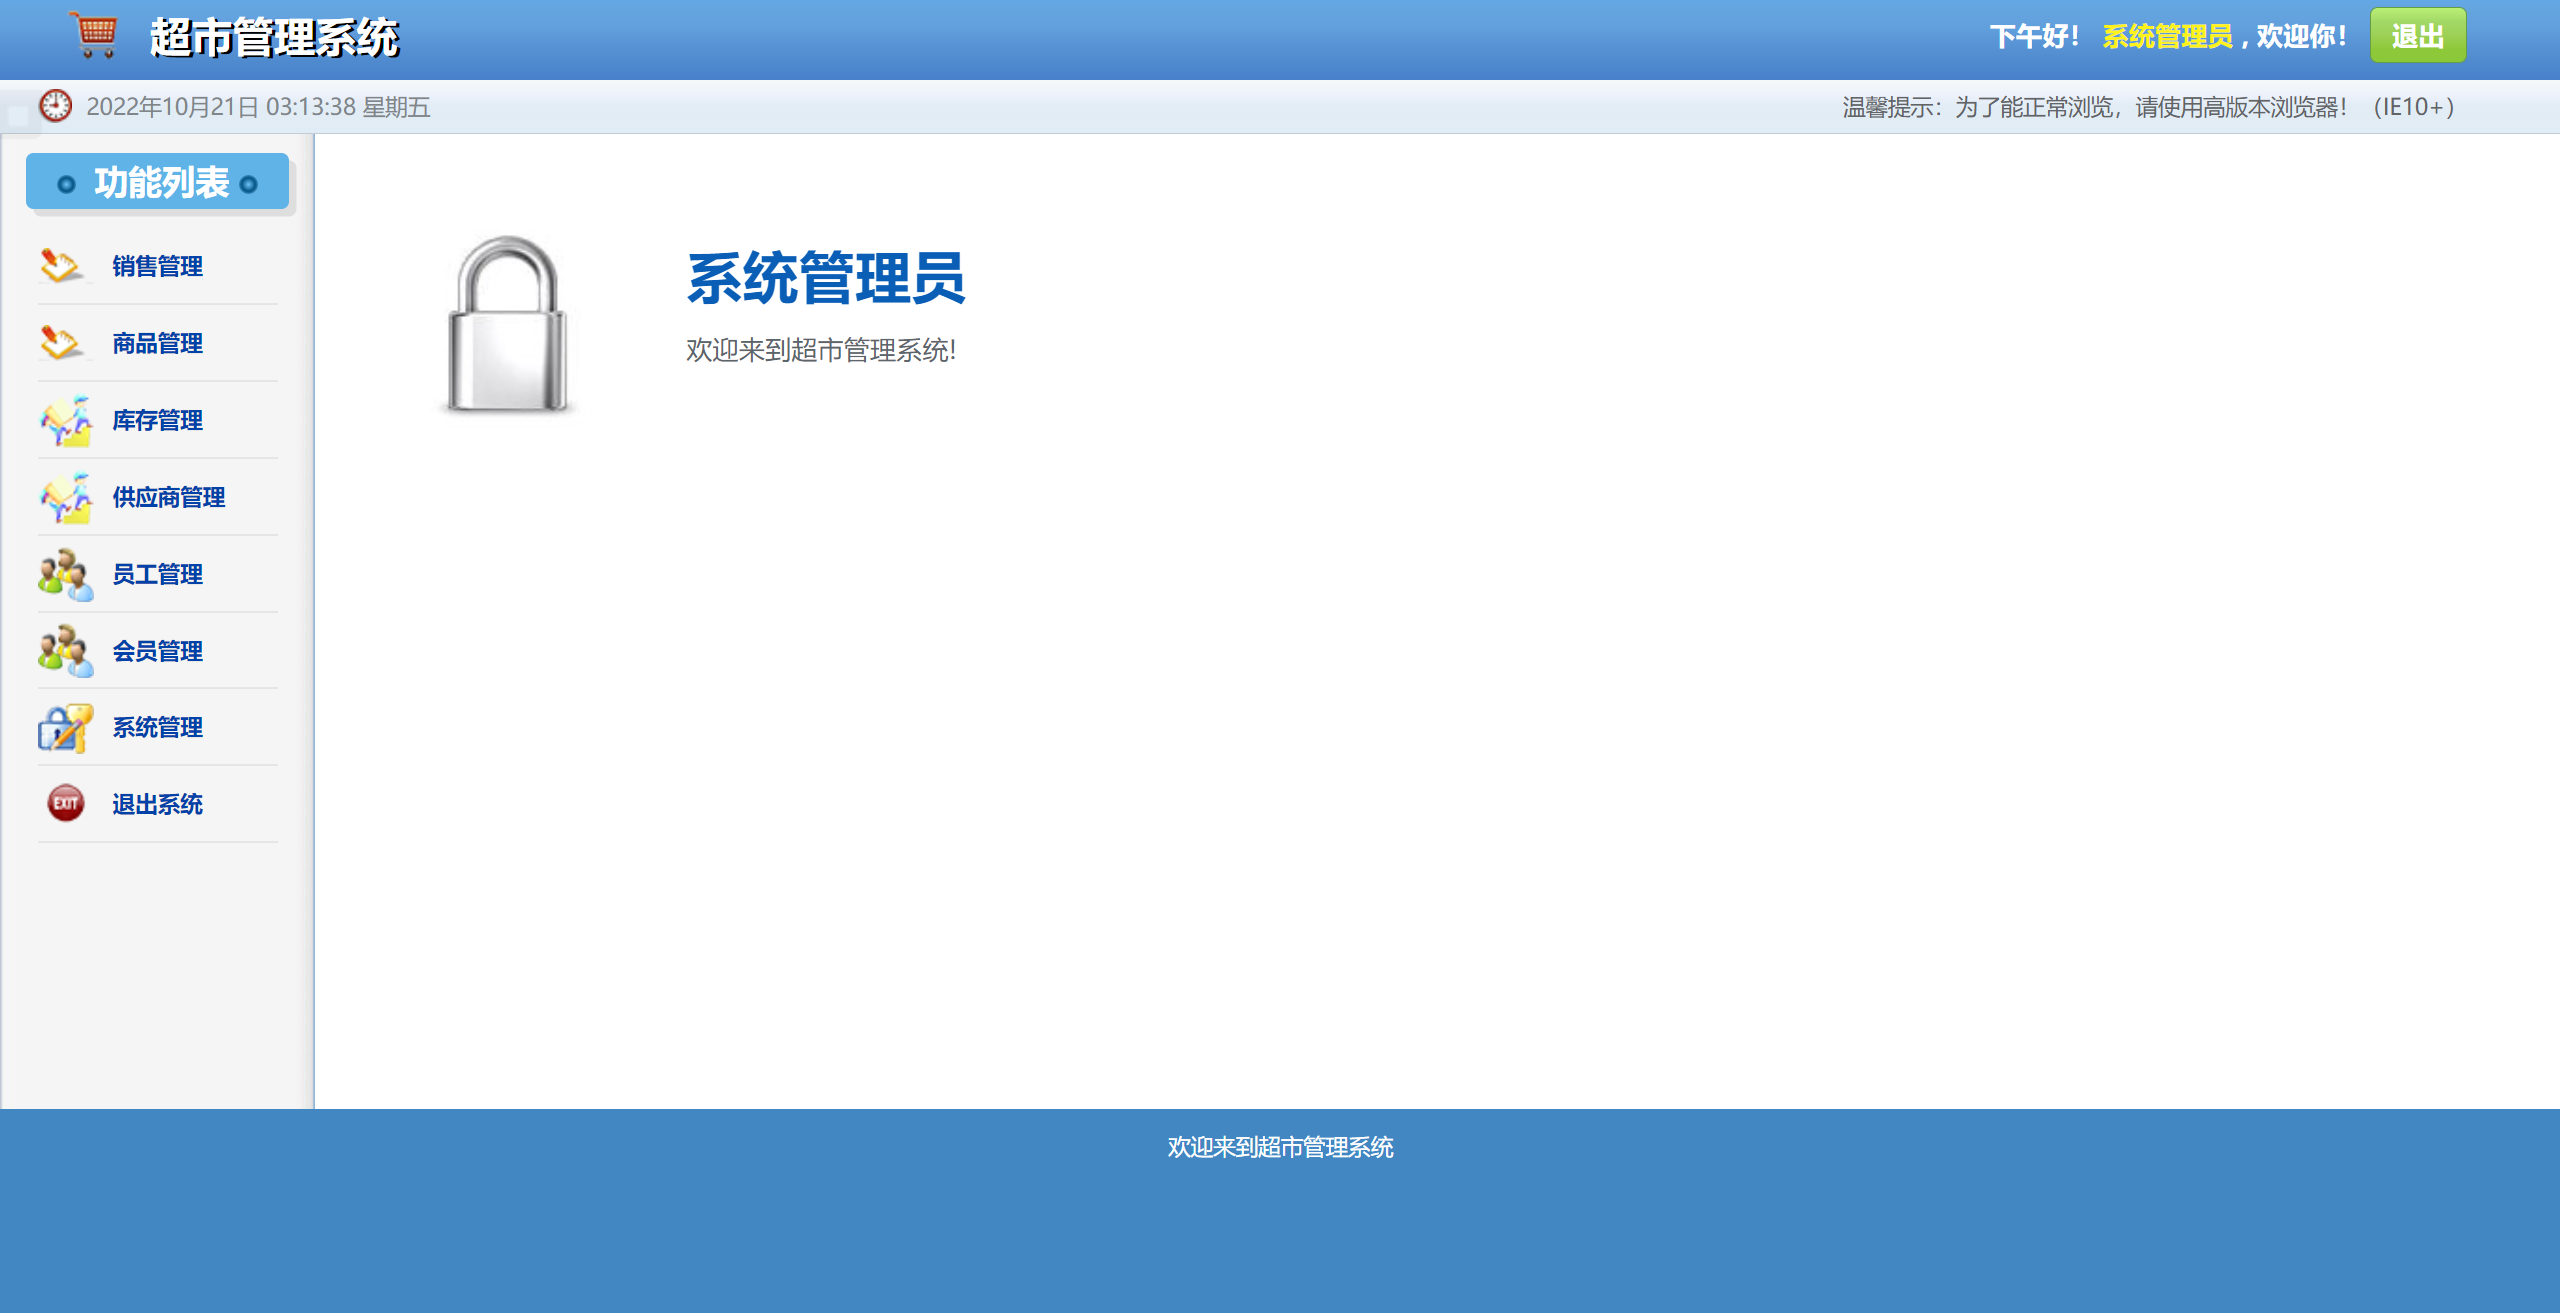 超市管理系统
下午好！ 系统管理员 , 欢迎你！ 退出
2022年10月21日 03:13:38 星期五
温馨提示：为了能正常浏览，请使用高版本浏览器！（IE10+）
功能列表
销售管理
商品管理
库存管理
供应商管理
员工管理
会员管理
系统管理
EXIT 退出系统
系统管理员
欢迎来到超市管理系统!
欢迎来到超市管理系统